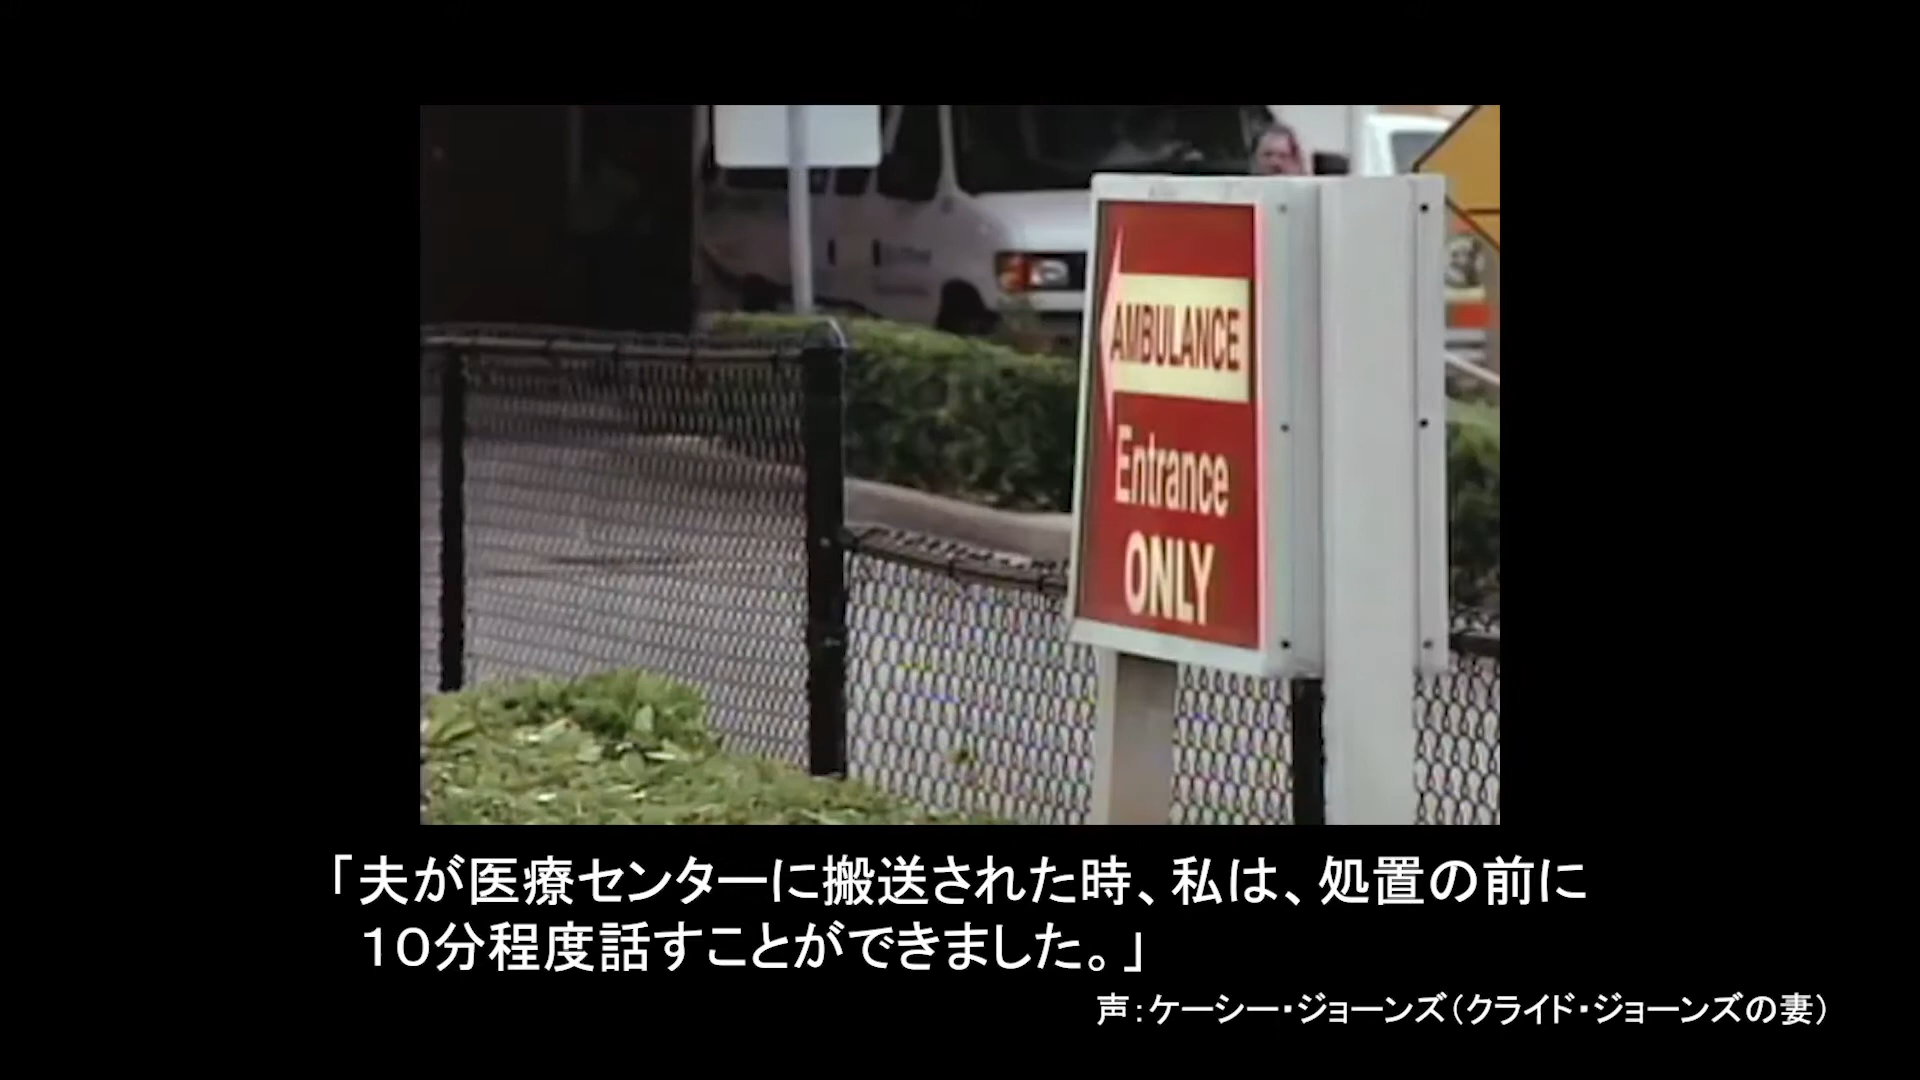 AMBULANCE
Entrance
ONLY
「夫が医療センターに搬送された時、私は、処置の前に
１０分程度話すことができました。」
声：ケーシー・ジョーンズ（クライド・ジョーンズの妻）